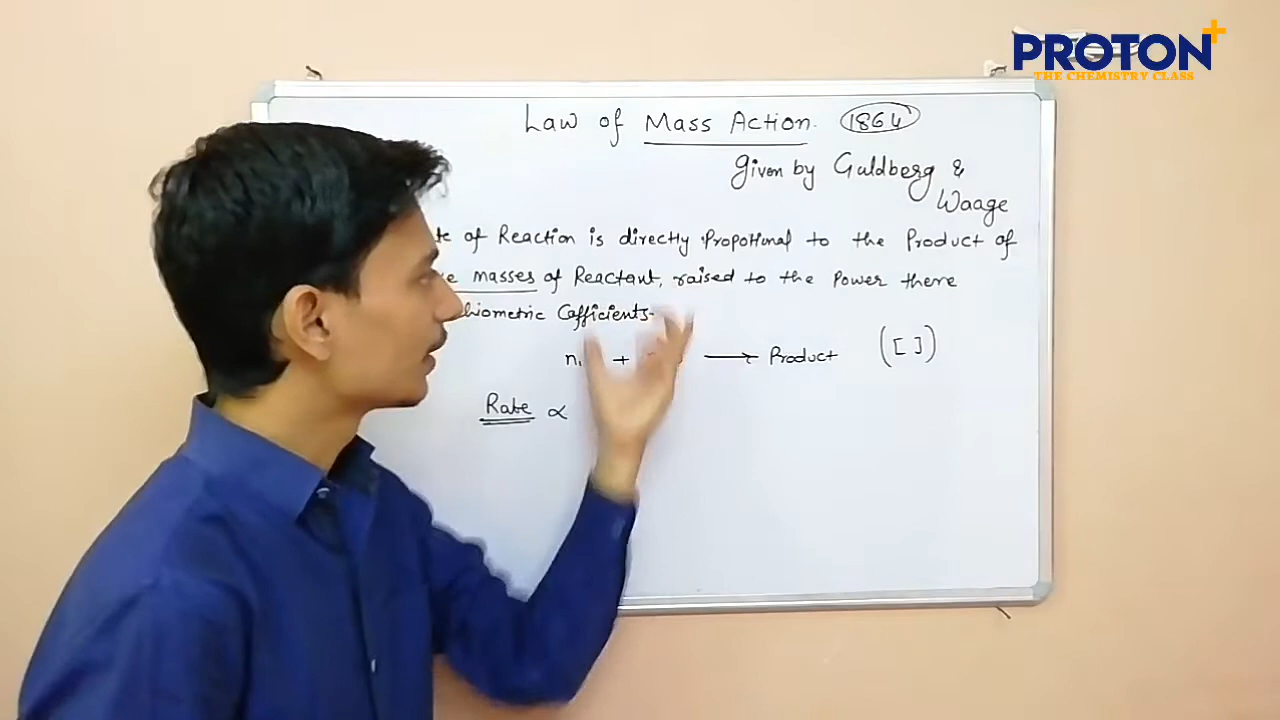 PROTON+
THE CHEMISTRY CLASS
Law of Mass Action. 1864
given by Guldberg &
Waage
of Reaction is directly Propotional to the Product of
masses of Reactant, raised to the Power there
Cofficients
+ → Product ([ ])
Rate ∝